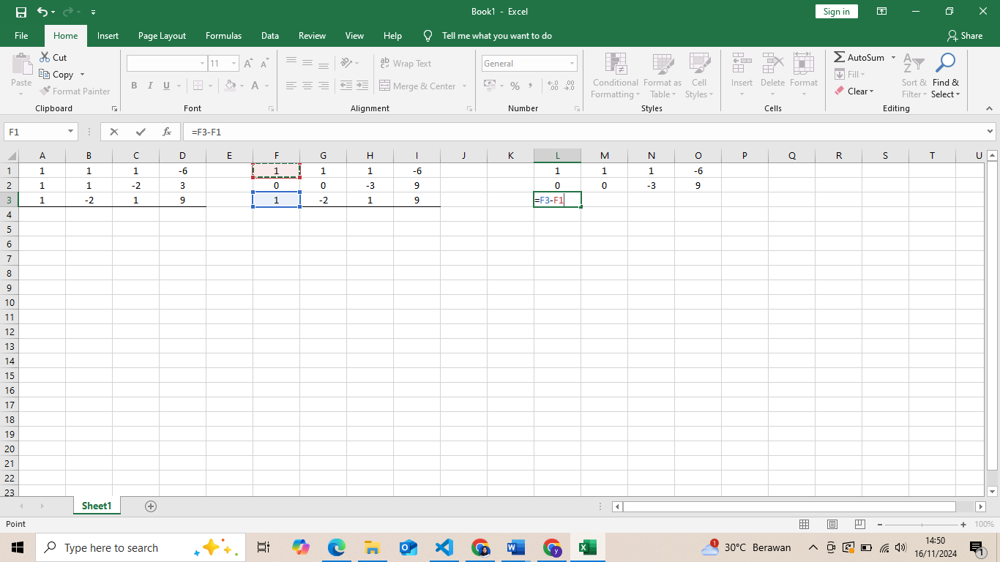 Book1 - Excel
Sign in
File Home Insert Page Layout Formulas Data Review View Help Tell me what you want to do Share
Paste
Cut
Copy
Format Painter
Clipboard
11 A A
B I U A
Font
ab Wrap Text
Merge & Center
Alignment
General
% , .00 .0
Number
Conditional Formatting
Format as Table
Cell Styles
Styles
Insert Delete Format
Cells
AutoSum
Fill
Clear
Sort & Filter
Find & Select
Editing
F1 fx =F3-F1
A B C D E F G H I J K L M N O P Q R S T U
1 1 1 1 -6 1 1 1 -6 1 1 1 -6
2 1 1 -2 3 0 0 -3 9 0 0 -3 9
3 1 -2 1 9 1 -2 1 9 =F3-F1
4
5
6
7
8
9
10
11
12
13
14
15
16
17
18
19
20
21
22
23
Sheet1
Point 100%
Type here to search 30°C Berawan 14:50
16/11/2024